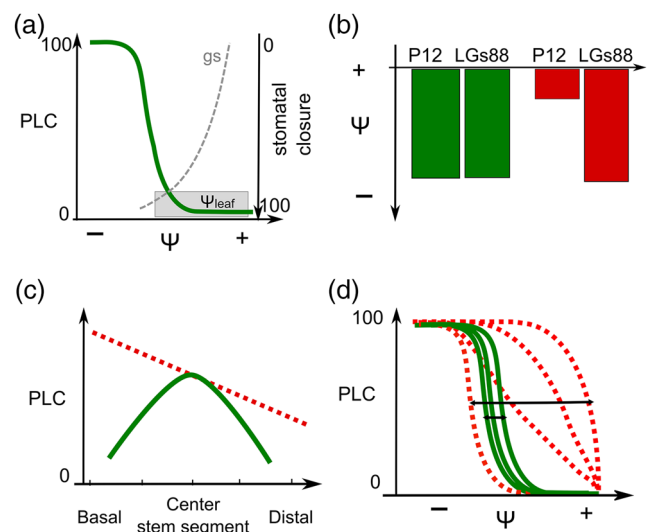 (a)
100
0
gs
PLC
stomatal
closure
Ψleaf
0
100
− Ψ +
(b)
P12 LGs88 P12 LGs88
+
Ψ
−
(c)
PLC
0
Basal Center Distal
stem segment
(d)
100
PLC
0
− Ψ +